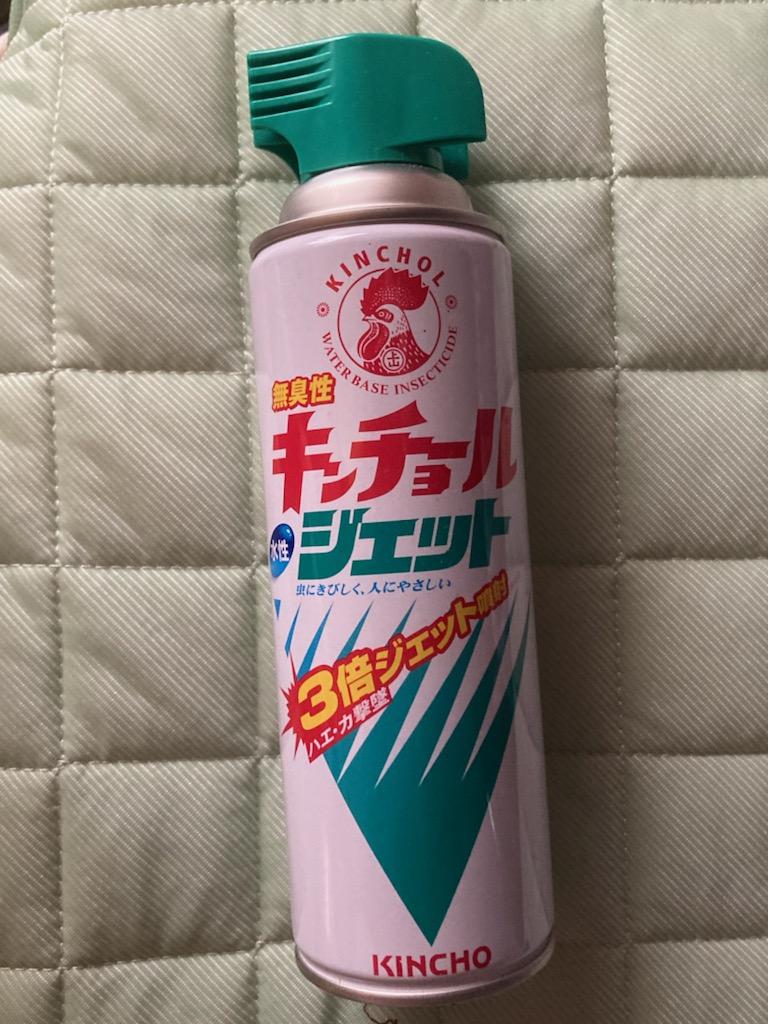 KINCHOL
WATER BASE INSECTICIDE
無臭性
キンチョール
水性
ジェット
虫にきびしく、人にやさしい
3倍ジェット噴射
ハエ・カ撃墜
KINCHO